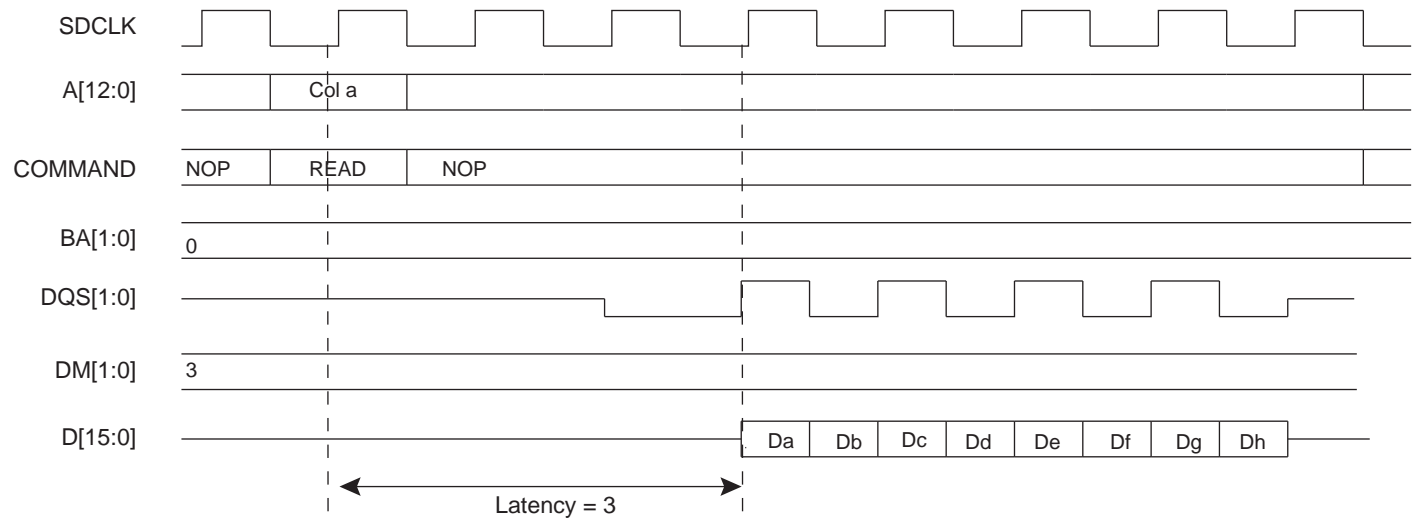 SDCLK
A[12:0] Col a
COMMAND NOP READ NOP
BA[1:0] 0
DQS[1:0]
DM[1:0] 3
D[15:0] Da Db Dc Dd De Df Dg Dh
Latency = 3